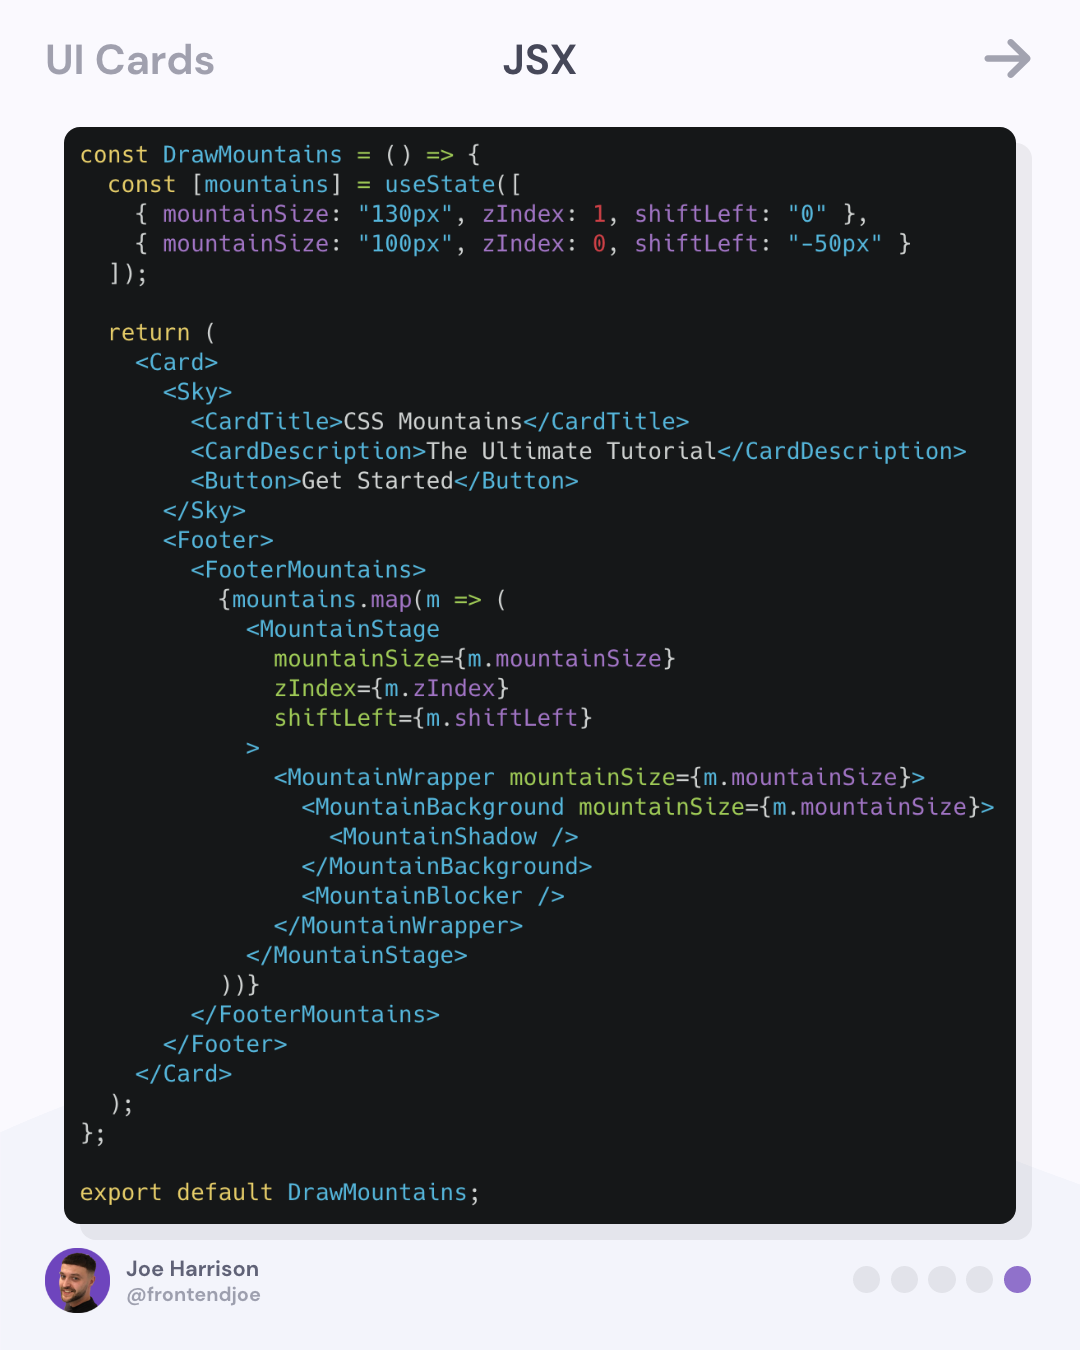 UI Cards
JSX
const DrawMountains = () => {
  const [mountains] = useState([
    { mountainSize: "130px", zIndex: 1, shiftLeft: "0" },
    { mountainSize: "100px", zIndex: 0, shiftLeft: "-50px" }
  ]);

  return (
    <Card>
      <Sky>
        <CardTitle>CSS Mountains</CardTitle>
        <CardDescription>The Ultimate Tutorial</CardDescription>
        <Button>Get Started</Button>
      </Sky>
      <Footer>
        <FooterMountains>
          {mountains.map(m => (
            <MountainStage
              mountainSize={m.mountainSize}
              zIndex={m.zIndex}
              shiftLeft={m.shiftLeft}
            >
              <MountainWrapper mountainSize={m.mountainSize}>
                <MountainBackground mountainSize={m.mountainSize}>
                  <MountainShadow />
                </MountainBackground>
                <MountainBlocker />
              </MountainWrapper>
            </MountainStage>
          ))}
        </FooterMountains>
      </Footer>
    </Card>
  );
};

export default DrawMountains;
Joe Harrison
@frontendjoe